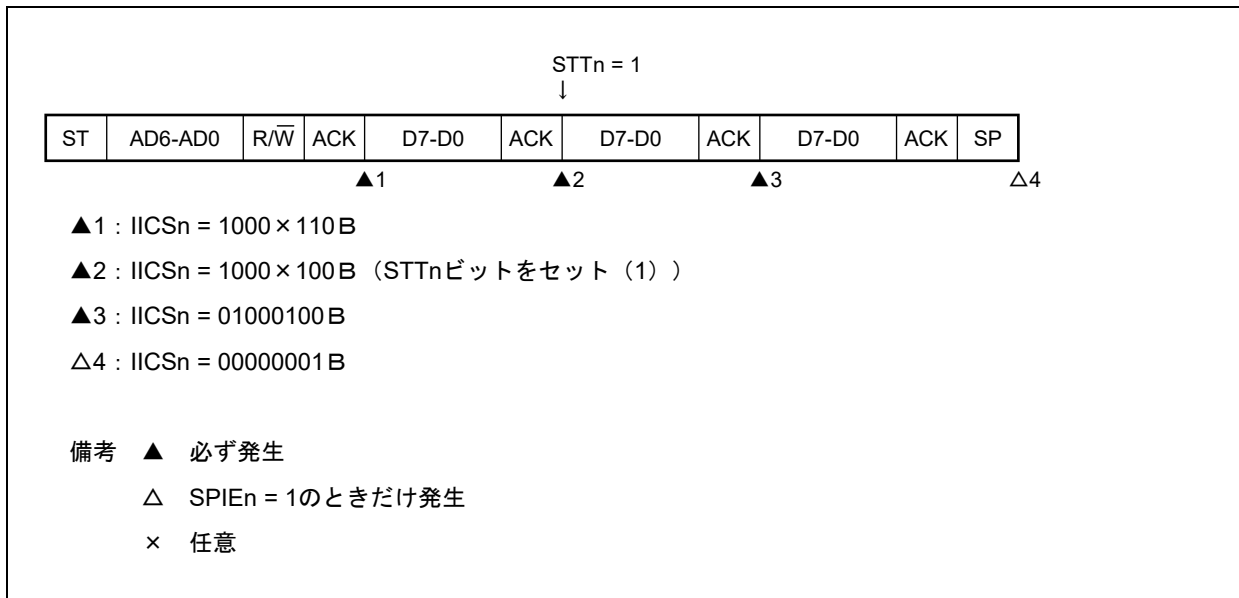 STTn = 1
↓
ST AD6-AD0 R/W̅ ACK D7-D0 ACK D7-D0 ACK D7-D0 ACK SP
▲1 ▲2 ▲3 △4
▲1：IICSn = 1000×110B
▲2：IICSn = 1000×100B（STTnビットをセット（1））
▲3：IICSn = 01000100B
△4：IICSn = 00000001B
備考 ▲ 必ず発生
△ SPIEn = 1のときだけ発生
× 任意